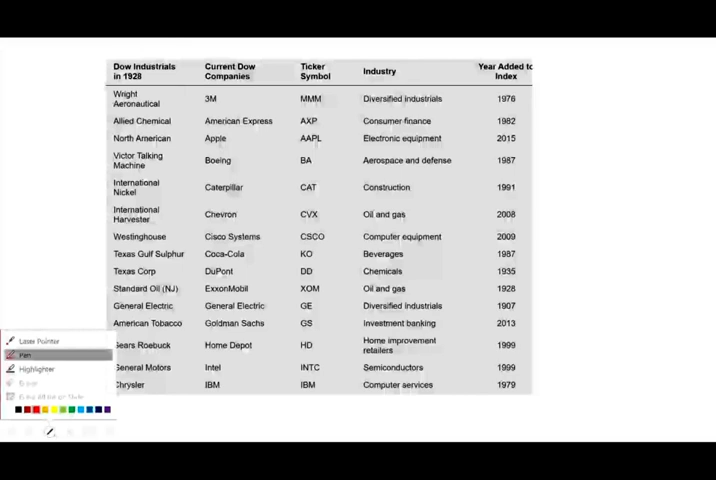 Dow Industrials in 1928 Current Dow Companies Ticker Symbol Industry Year Added to Index
Wright Aeronautical 3M MMM Diversified industrials 1976
Allied Chemical American Express AXP Consumer finance 1982
North American Apple AAPL Electronic equipment 2015
Victor Talking Machine Boeing BA Aerospace and defense 1987
International Nickel Caterpillar CAT Construction 1991
International Harvester Chevron CVX Oil and gas 2008
Westinghouse Cisco Systems CSCO Computer equipment 2009
Texas Gulf Sulphur Coca-Cola KO Beverages 1987
Texas Corp DuPont DD Chemicals 1935
Standard Oil (NJ) ExxonMobil XOM Oil and gas 1928
General Electric General Electric GE Diversified Industrials 1907
American Tobacco Goldman Sachs GS Investment banking 2013
Sears Roebuck Home Depot HD Home improvement retailers 1999
General Motors Intel INTC Semiconductors 1999
Chrysler IBM IBM Computer services 1979
Laser Pointer
Pen
Highlighter
Eraser